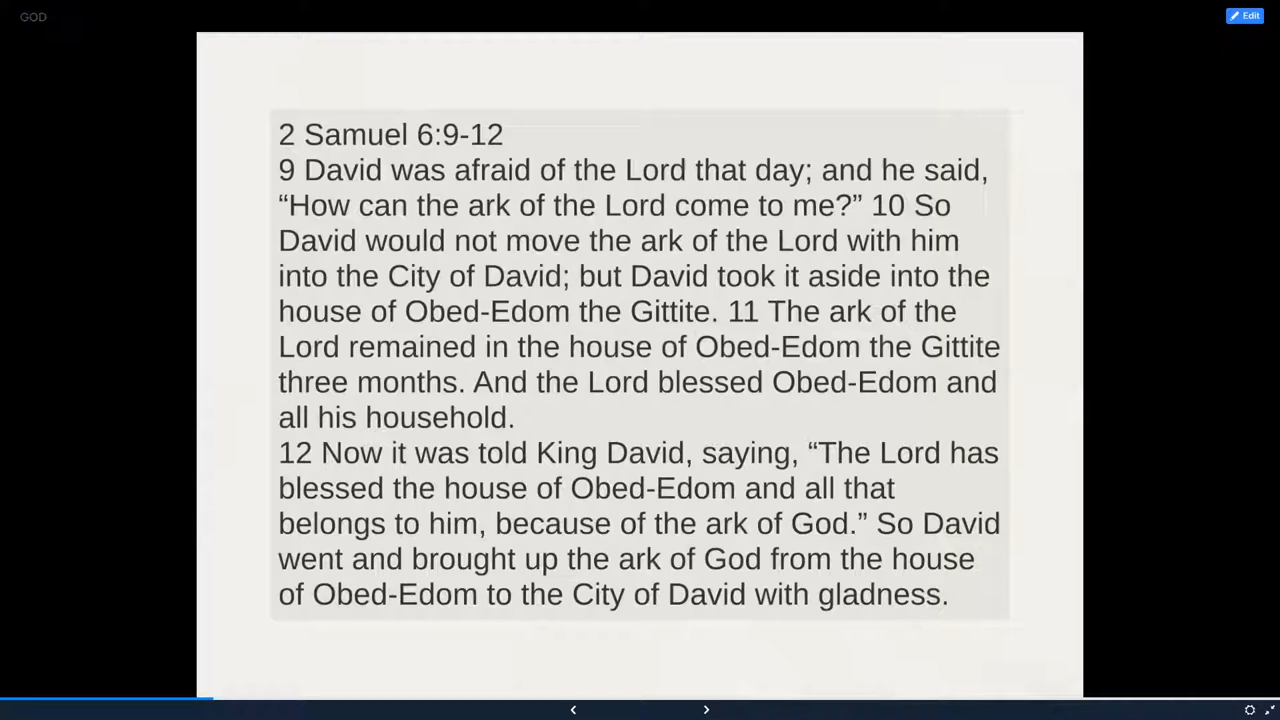 GOD
Edit
2 Samuel 6:9-12
9 David was afraid of the Lord that day; and he said,
“How can the ark of the Lord come to me?” 10 So
David would not move the ark of the Lord with him
into the City of David; but David took it aside into the
house of Obed-Edom the Gittite. 11 The ark of the
Lord remained in the house of Obed-Edom the Gittite
three months. And the Lord blessed Obed-Edom and
all his household.
12 Now it was told King David, saying, “The Lord has
blessed the house of Obed-Edom and all that
belongs to him, because of the ark of God.” So David
went and brought up the ark of God from the house
of Obed-Edom to the City of David with gladness.